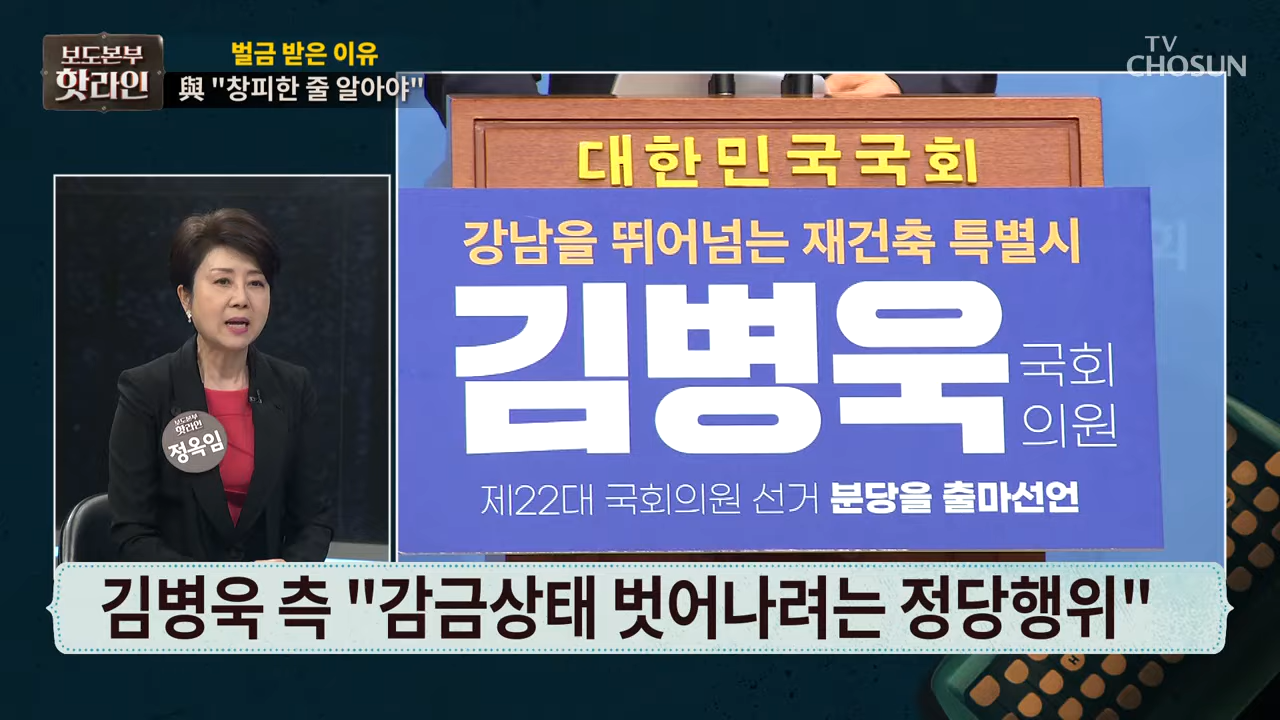 보도본부
핫라인
벌금 받은 이유
與 "창피한 줄 알아야"
TV
CHOSUN
대한민국국회
강남을 뛰어넘는 재건축 특별시
김병욱
국회
의원
제22대 국회의원 선거 분당을 출마선언
회
보도본부
핫라인
정옥임
김병욱 측 "감금상태 벗어나려는 정당행위"
H